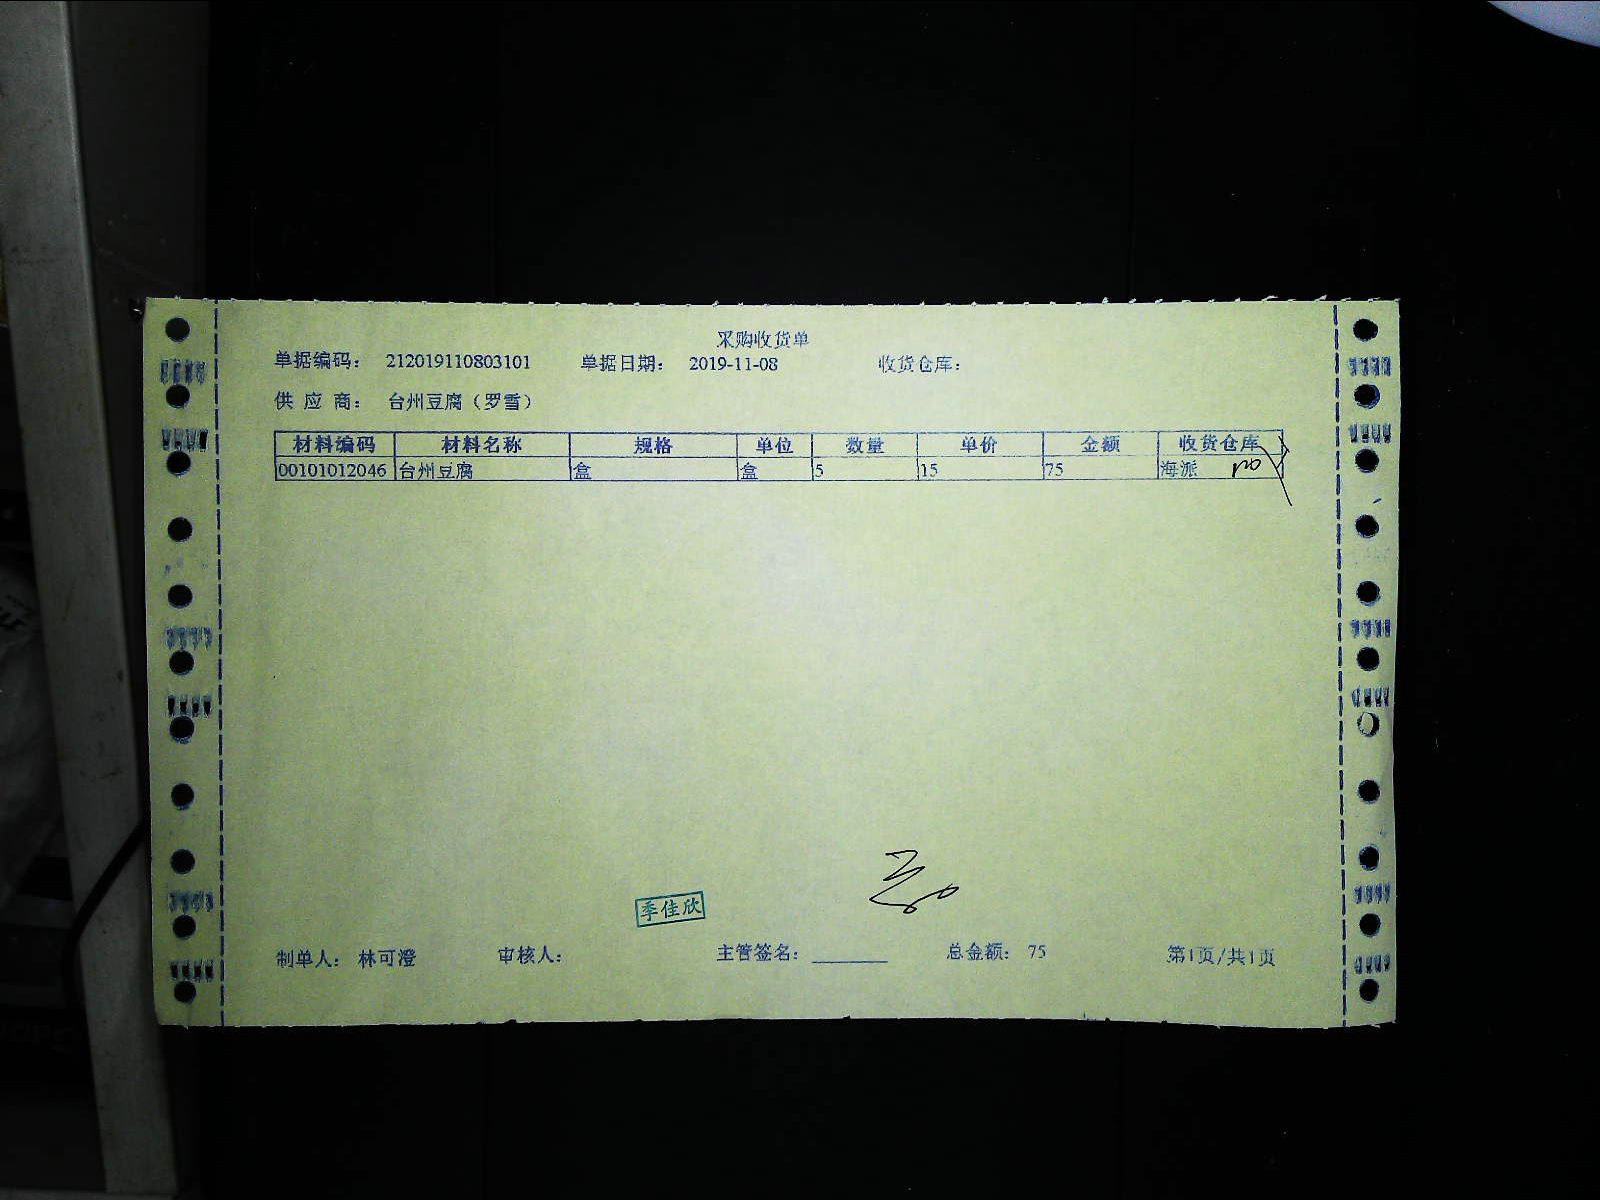 采购收货单
单据编码: 212019110803101 单据日期: 2019-11-08 收货仓库:
供 应 商: 台州豆腐（罗雪）
材料编码 材料名称 规格 单位 数量 单价 金额 收货仓库
00101012046 台州豆腐 盒 盒 5 15 75 海派
季佳欣
制单人: 林可澄 审核人: 主管签名: 总金额: 75 第1页/共1页